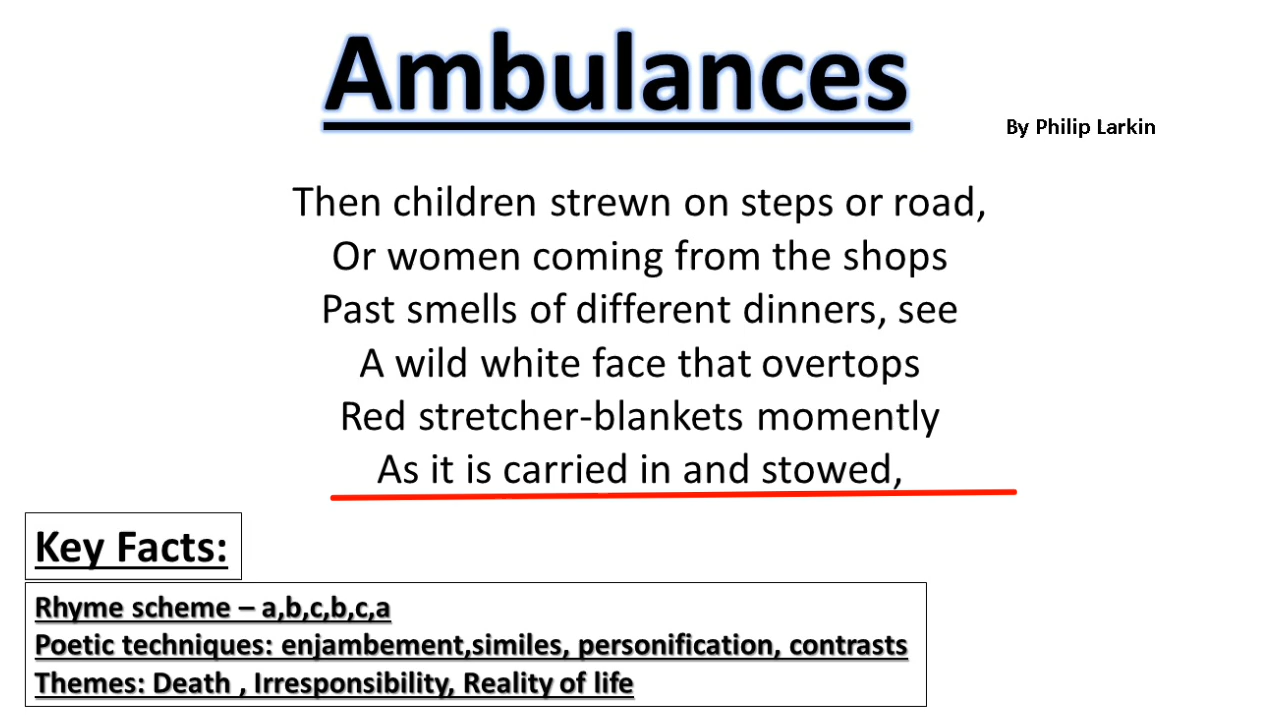 Ambulances
By Philip Larkin
Then children strewn on steps or road,
Or women coming from the shops
Past smells of different dinners, see
A wild white face that overtops
Red stretcher-blankets momently
As it is carried in and stowed,
Key Facts:
Rhyme scheme – a,b,c,b,c,a
Poetic techniques: enjambement,similes, personification, contrasts
Themes: Death , Irresponsibility, Reality of life